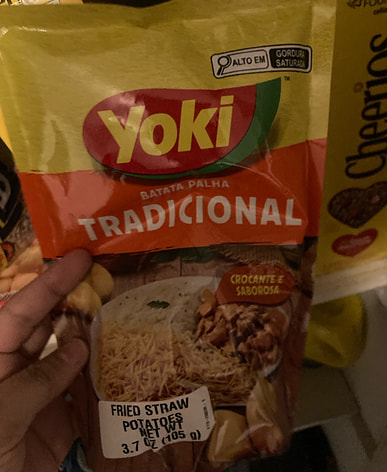 ALTO EM
GORDURA
SATURADA
Yoki
TM
BATATA PALHA
TRADICIONAL
CROCANTE E
SABOROSA
FRIED STRAW
POTATOES
NET WT
3.7 OZ (105 g)
Cheerios